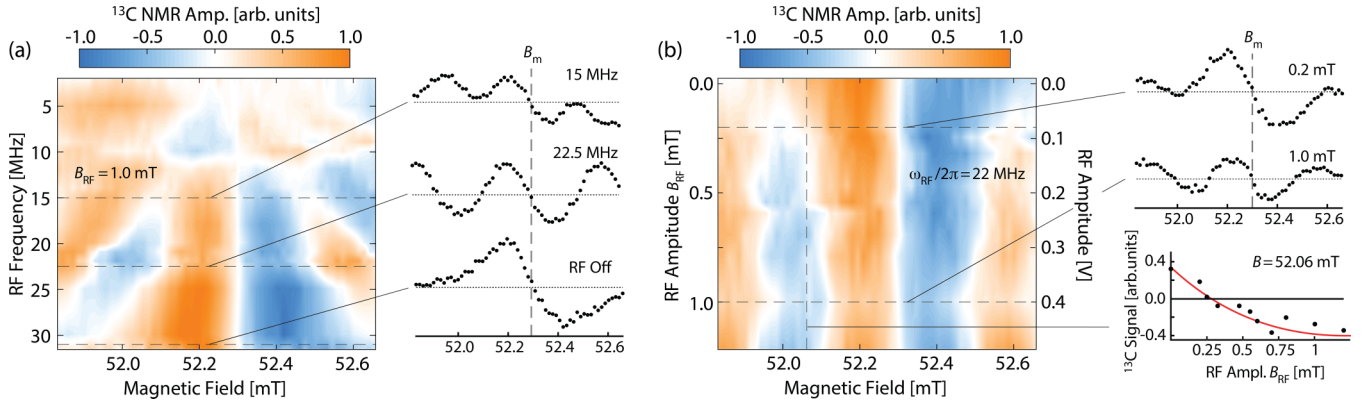 ¹³C NMR Amp. [arb. units]
-1.0 -0.5 0.0 0.5 1.0
(a)
5
10
15
20
25
30
RF Frequency [MHz]
B_RF = 1.0 mT
52.0 52.2 52.4 52.6
Magnetic Field [mT]
B_m
15 MHz
22.5 MHz
RF Off
52.0 52.2 52.4 52.6
¹³C NMR Amp. [arb. units]
-1.0 -0.5 0.0 0.5 1.0
(b)
0.0
0.5
1.0
RF Ampitude B_RF [mT]
ω_RF/2π = 22 MHz
0.0
0.1
0.2
0.3
0.4
RF Ampitude [V]
52.0 52.2 52.4 52.6
Magnetic Field [mT]
B_m
0.2 mT
1.0 mT
52.0 52.2 52.4 52.6
¹³C Signal [arb.units]
0.4
0.0
-0.4
B = 52.06 mT
0.25 0.5 0.75 1
RF Ampl. B_RF [mT]